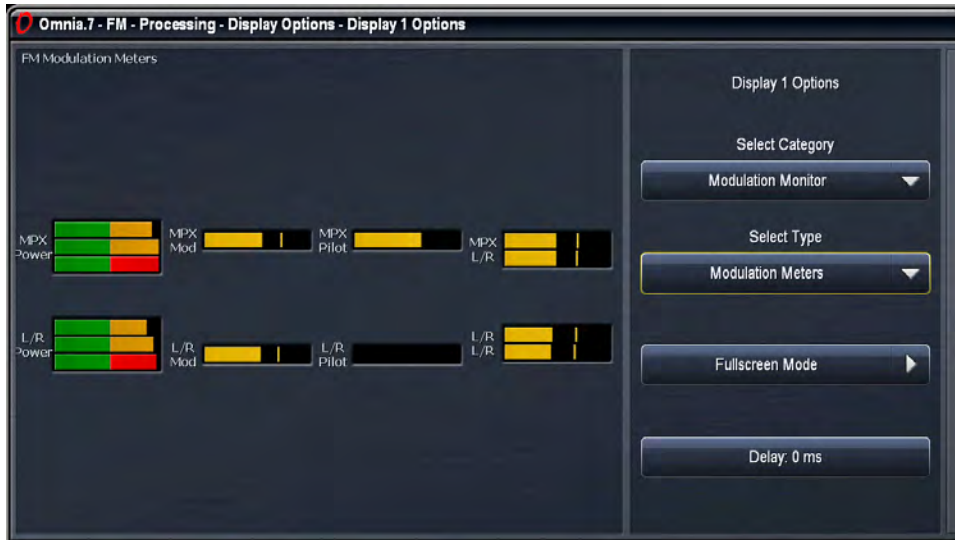 Omnia.7 - FM - Processing - Display Options - Display 1 Options
FM Modulation Meters
MPX
Power
MPX
Mod
MPX
Pilot
MPX
L/R
L/R
Power
L/R
Mod
L/R
Pilot
L/R
L/R
Display 1 Options
Select Category
Modulation Monitor
Select Type
Modulation Meters
Fullscreen Mode
Delay: 0 ms